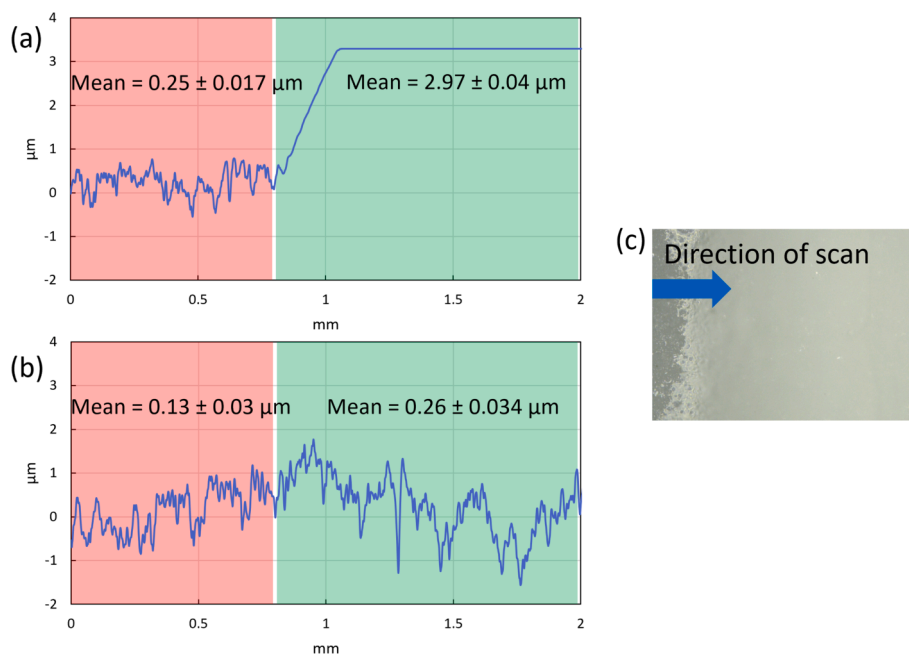 (a)
4
3
2
1
0
-1
-2
µm
Mean = 0.25 ± 0.017 µm
Mean = 2.97 ± 0.04 µm
0
0.5
1
1.5
2
mm
(b)
4
3
2
1
0
-1
-2
µm
Mean = 0.13 ± 0.03 µm
Mean = 0.26 ± 0.034 µm
0
0.5
1
1.5
2
mm
(c)
Direction of scan